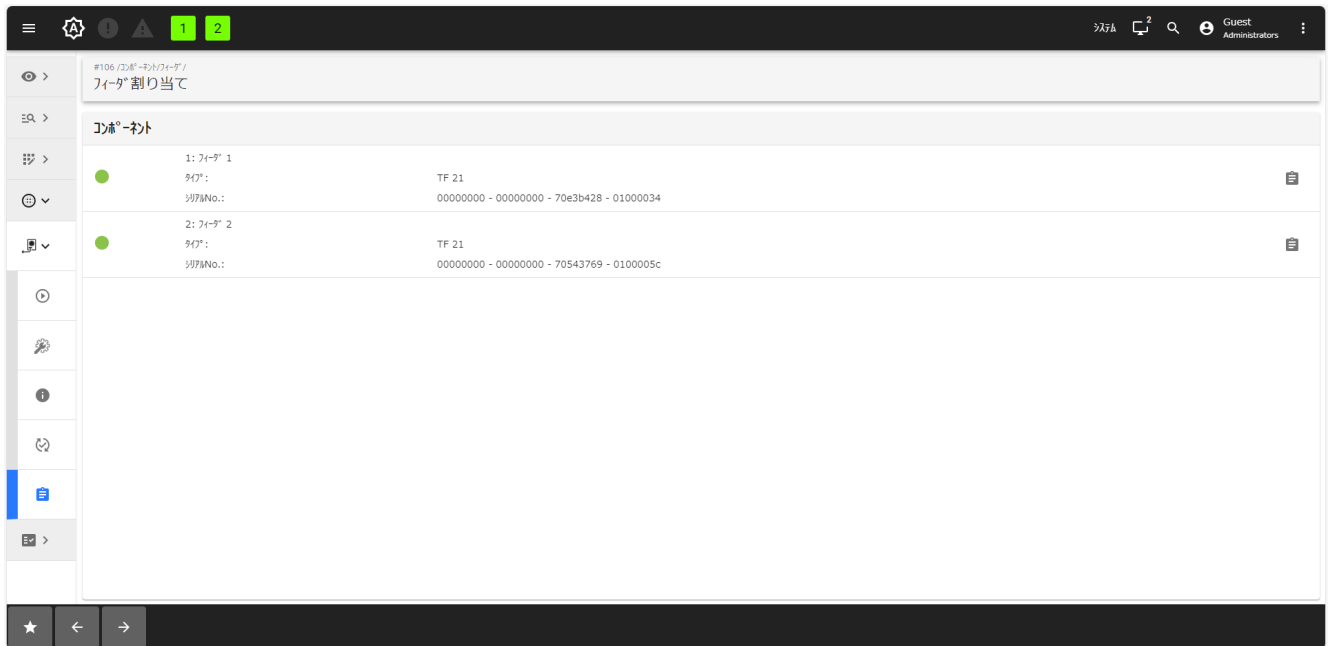 1
2
ｼｽﾃﾑ
2
Guest
Administrators
#106 /ｺﾝﾎﾟｰﾈﾝﾄ/ﾌｨｰﾀﾞ/
ﾌｨｰﾀﾞ割り当て
ｺﾝﾎﾟｰﾈﾝﾄ
1: ﾌｨｰﾀﾞ 1
ﾀｲﾌﾟ:
TF 21
ｼﾘｱﾙNo.:
00000000 - 00000000 - 70e3b428 - 01000034
2: ﾌｨｰﾀﾞ 2
ﾀｲﾌﾟ:
TF 21
ｼﾘｱﾙNo.:
00000000 - 00000000 - 70543769 - 0100005c